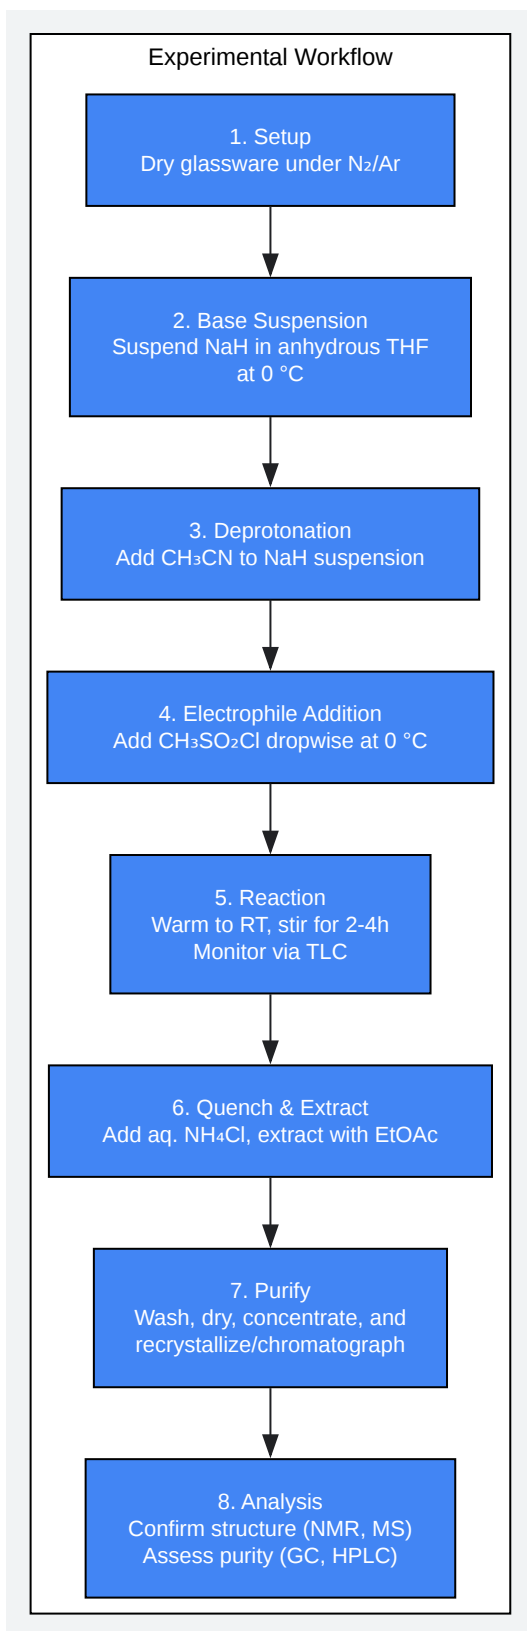 Experimental Workflow
1. Setup
Dry glassware under N₂/Ar
2. Base Suspension
Suspend NaH in anhydrous THF
at 0 °C
3. Deprotonation
Add CH₃CN to NaH suspension
4. Electrophile Addition
Add CH₃SO₂Cl dropwise at 0 °C
5. Reaction
Warm to RT, stir for 2-4h
Monitor via TLC
6. Quench & Extract
Add aq. NH₄Cl, extract with EtOAc
7. Purify
Wash, dry, concentrate, and
recrystallize/chromatograph
8. Analysis
Confirm structure (NMR, MS)
Assess purity (GC, HPLC)